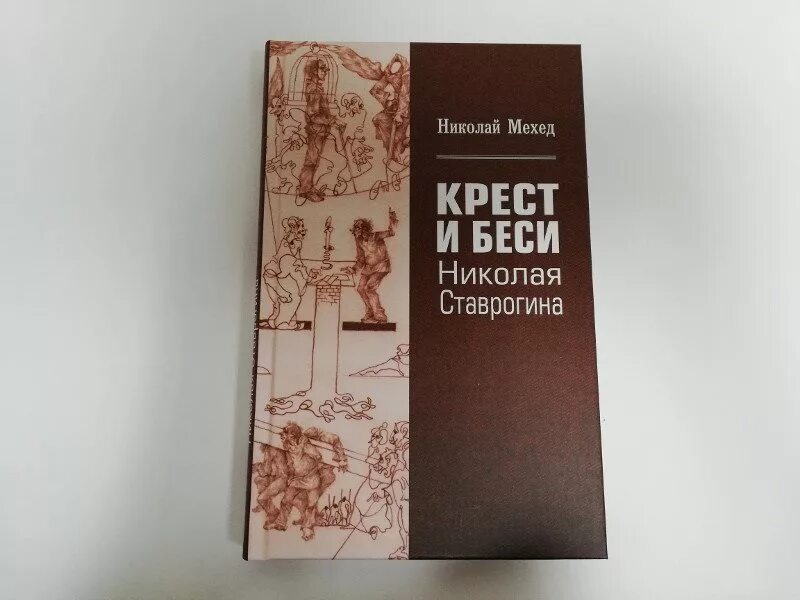 Николай Мехед
КРЕСТ
И БЕСИ
Николая
Ставрогина